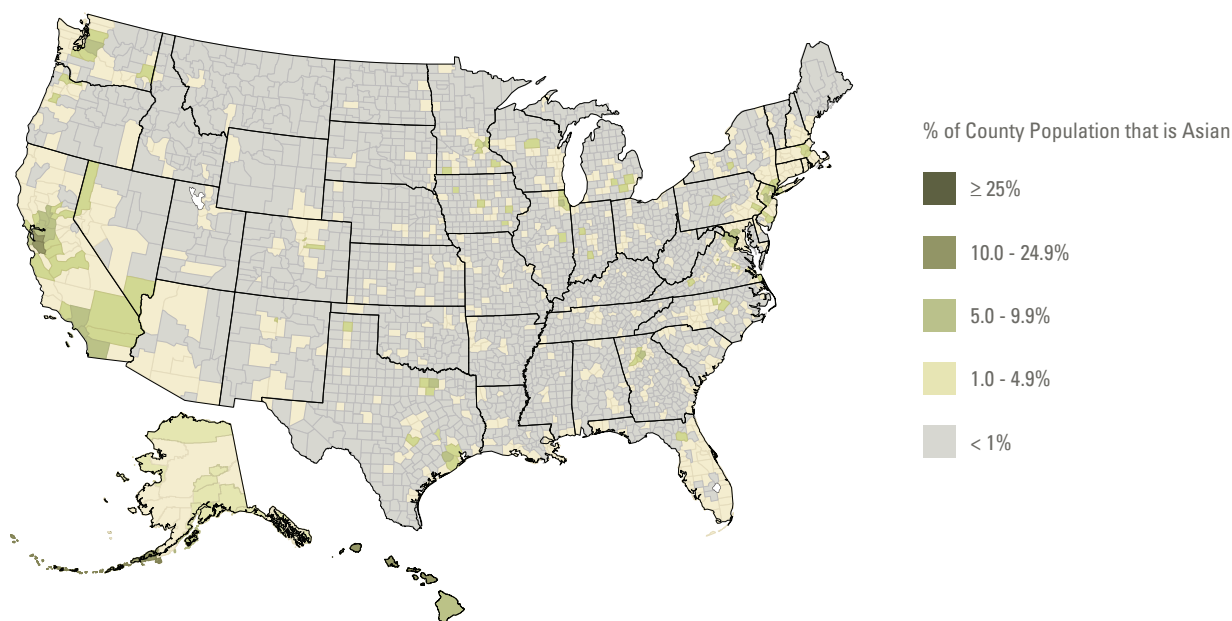 % of County Population that is Asian
≥ 25%
10.0 - 24.9%
5.0 - 9.9%
1.0 - 4.9%
< 1%